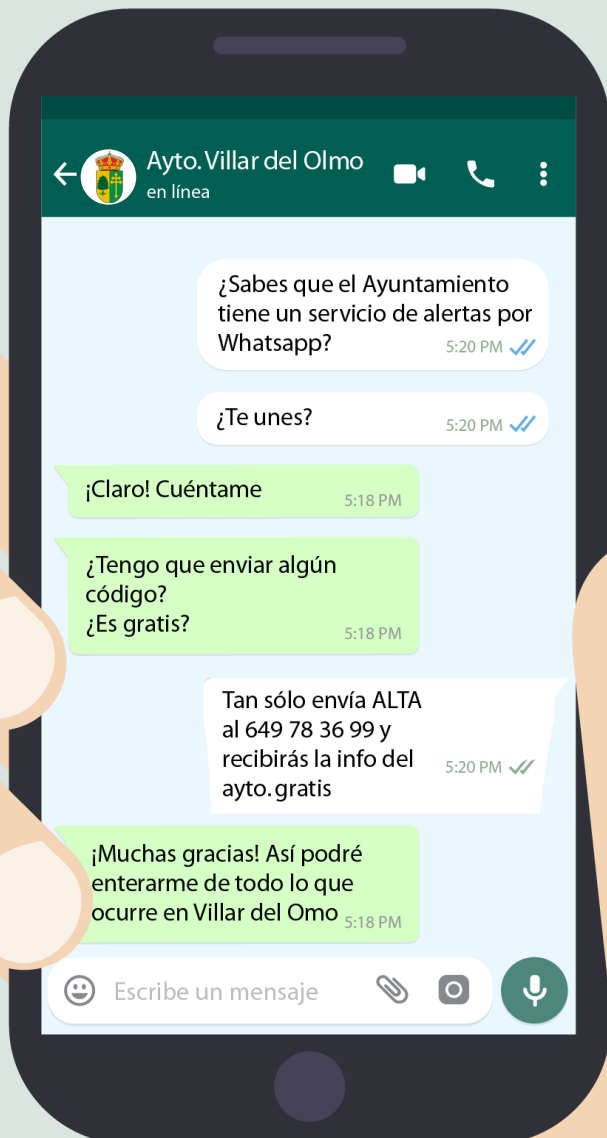 Ayto. Villar del Olmo
en línea
¿Sabes que el Ayuntamiento
tiene un servicio de alertas por
Whatsapp?
5:20 PM
¿Te unes?
5:20 PM
¡Claro! Cuéntame
5:18 PM
¿Tengo que enviar algún
código?
¿Es gratis?
5:18 PM
Tan sólo envía ALTA
al 649 78 36 99 y
recibirás la info del
ayto. gratis
5:20 PM
¡Muchas gracias! Así podré
enterarme de todo lo que
ocurre en Villar del Omo
5:18 PM
Escribe un mensaje